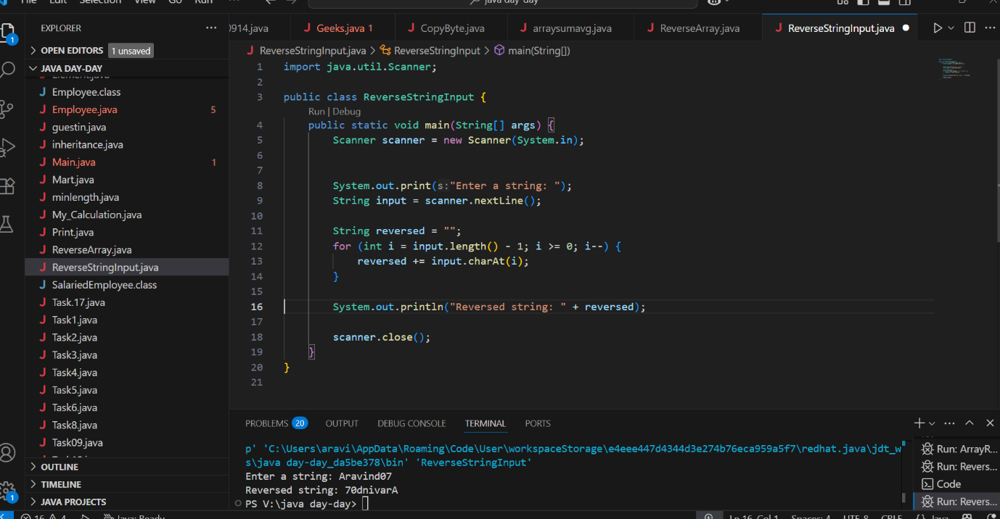 File Edit Selection View Go Run ... java day-day
EXPLORER ...
0914.java Geeks.java 1 CopyByte.java arraysumavg.java ReverseArray.java ReverseStringInput.java ...
OPEN EDITORS 1 unsaved
JAVA DAY-DAY
Element.java
Employee.class
Employee.java 5
guestin.java
inheritance.java
Main.java 1
Mart.java
minlength.java
My_Calculation.java
Print.java
ReverseArray.java
ReverseStringInput.java
SalariedEmployee.class
Task.17.java
Task1.java
Task2.java
Task3.java
Task4.java
Task5.java
Task6.java
Task8.java
Task09.java
OUTLINE
TIMELINE
JAVA PROJECTS
1
1
ReverseStringInput.java > ReverseStringInput > main(String[])
1 import java.util.Scanner;
2
3 public class ReverseStringInput {
Run | Debug
4 public static void main(String[] args) {
5 Scanner scanner = new Scanner(System.in);
6
7
8 System.out.print(s:"Enter a string: ");
9 String input = scanner.nextLine();
10
11 String reversed = "";
12 for (int i = input.length() - 1; i >= 0; i--) {
13 reversed += input.charAt(i);
14 }
15
16 System.out.println("Reversed string: " + reversed);
17
18 scanner.close();
19 }
20 }
21
PROBLEMS 20 OUTPUT DEBUG CONSOLE TERMINAL PORTS
p' 'C:\Users\aravi\AppData\Roaming\Code\User\workspaceStorage\e4eee447d4344d3e274b76eca959a5f7\redhat.java\jdt_w
s\java day-day_da5be378\bin' 'ReverseStringInput'
Enter a string: Aravind07
Reversed string: 70dnivarA
PS V:\java day-day>
Run: ArrayR...
Run: Revers...
Code
Run: Revers...
16 4 Java: Ready Ln 16, Col 1 Spaces: 4 UTF-8 CRLF {} Java